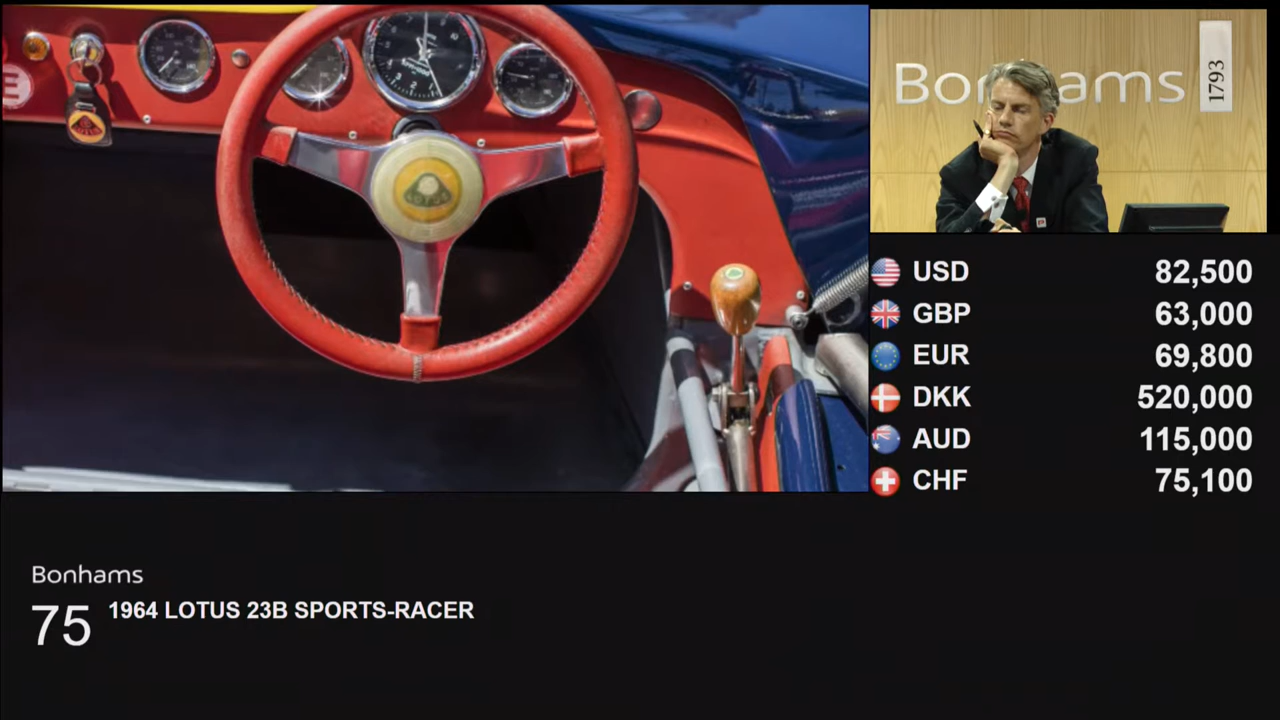 LOTUS
Bonhams
1793
USD 82,500
GBP 63,000
EUR 69,800
DKK 520,000
AUD 115,000
CHF 75,100
Bonhams
75 1964 LOTUS 23B SPORTS-RACER